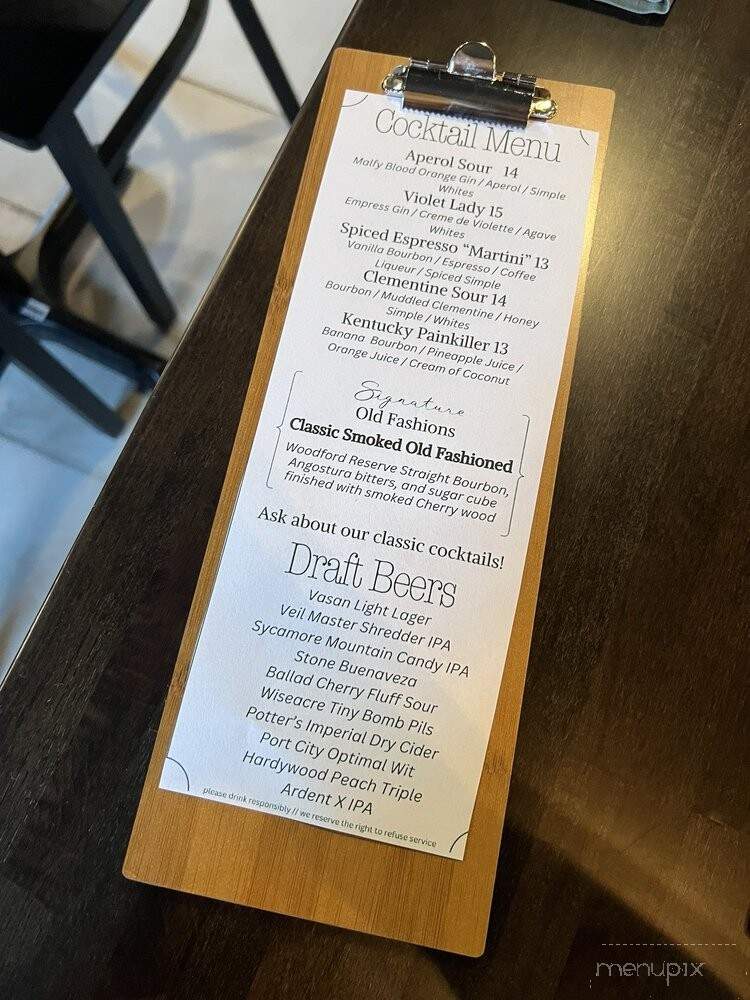 Cocktail Menu
Aperol Sour 14
Malfy Blood Orange Gin / Aperol / Simple
Whites
Violet Lady 15
Empress Gin / Creme de Violette / Agave
Whites
Spiced Espresso “Martini” 13
Vanilla Bourbon / Espresso / Coffee
Liqueur / Spiced Simple
Clementine Sour 14
Bourbon / Muddled Clementine / Honey
Simple / Whites
Kentucky Painkiller 13
Banana Bourbon / Pineapple Juice /
Orange Juice / Cream of Coconut
Signature
Old Fashions
Classic Smoked Old Fashioned
Woodford Reserve Straight Bourbon,
Angostura bitters, and sugar cube
finished with smoked Cherry wood
Ask about our classic cocktails!
Draft Beers
Vasan Light Lager
Veil Master Shredder IPA
Sycamore Mountain Candy IPA
Stone Buenaveza
Ballad Cherry Fluff Sour
Wiseacre Tiny Bomb Pils
Potter's Imperial Dry Cider
Port City Optimal Wit
Hardywood Peach Triple
Ardent X IPA
please drink responsibly // we reserve the right to refuse service
menupix